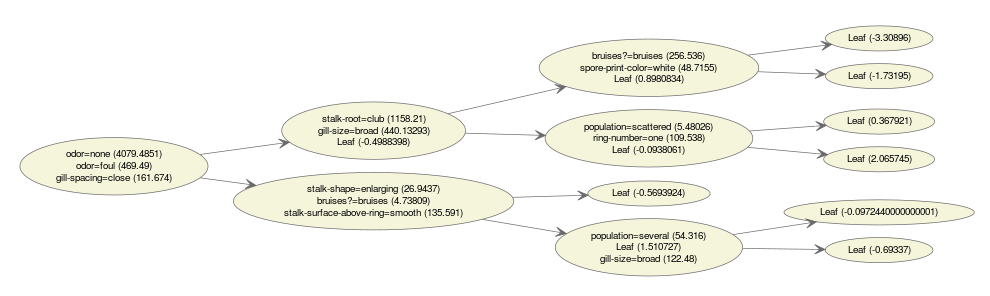 odor=none (4079.4851)
odor=foul (469.49)
gill-spacing=close (161.674)
stalk-root=club (1158.21)
gill-size=broad (440.13293)
Leaf (-0.4988398)
stalk-shape=enlarging (26.9437)
bruises?=bruises (4.73809)
stalk-surface-above-ring=smooth (135.591)
bruises?=bruises (256.536)
spore-print-color=white (48.7155)
Leaf (0.8980834)
population=scattered (5.48026)
ring-number=one (109.538)
Leaf (-0.0938061)
Leaf (-0.5693924)
population=several (54.316)
Leaf (1.510727)
gill-size=broad (122.48)
Leaf (-3.30896)
Leaf (-1.73195)
Leaf (0.367921)
Leaf (2.065745)
Leaf (-0.0972440000000001)
Leaf (-0.69337)